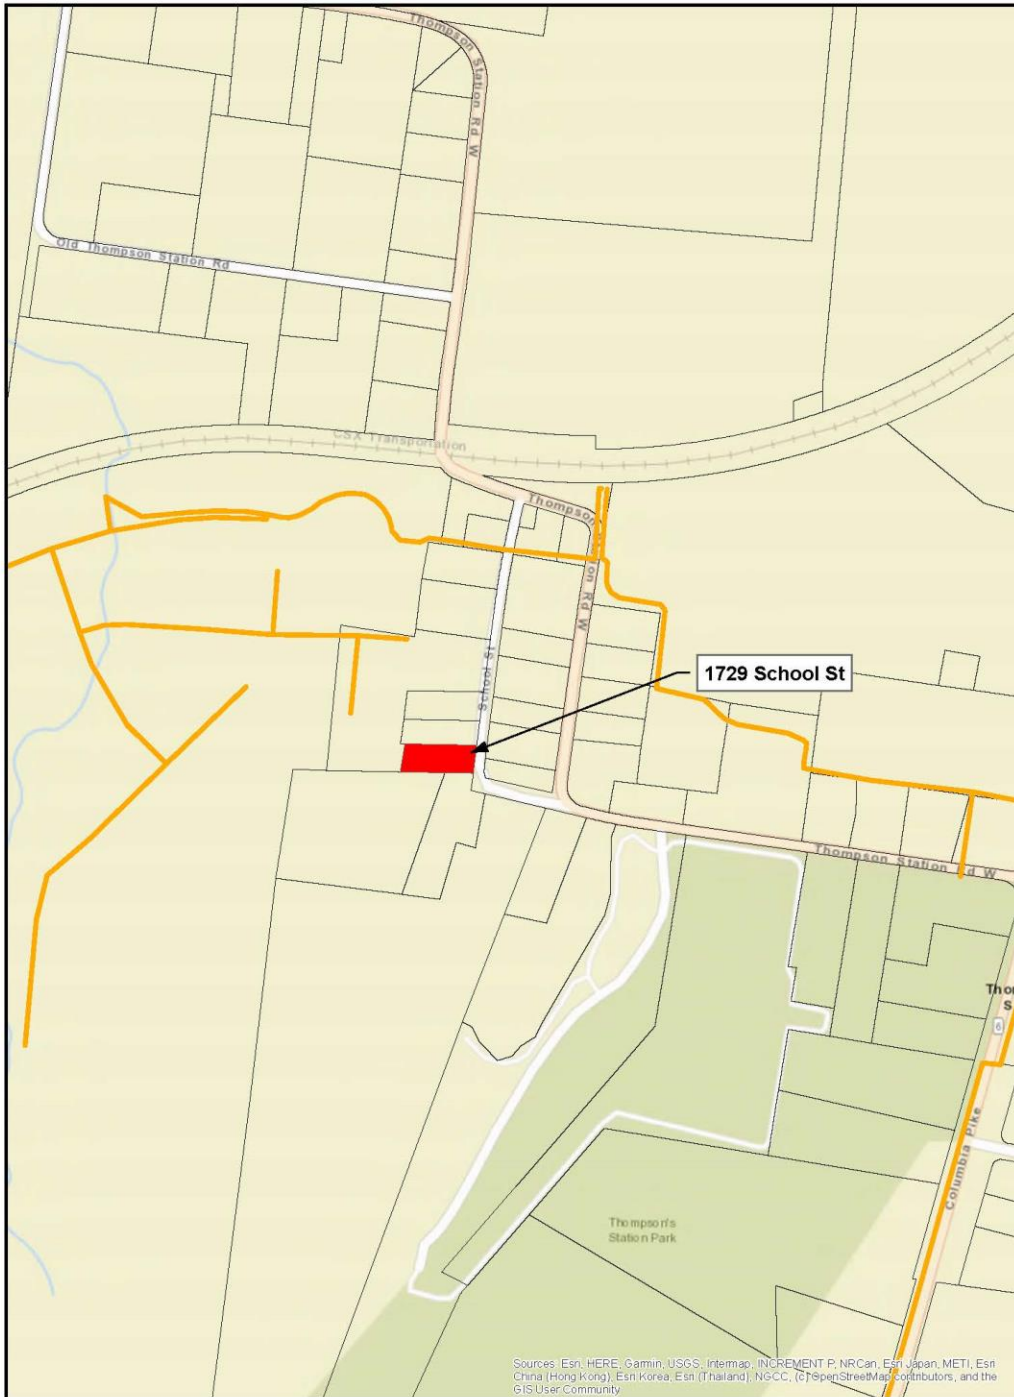 Thompson Station Rd W
Old Thompson Station Rd
CSX Transportation
Thompson
ion Rd W
School St
1729 School St
Thompson Station Rd W
Thom
S
6
Columbia Pike
Thompson's
Station Park
Sources: Esri, HERE, Garmin, USGS, Intermap, INCREMENT P, NRCan, Esri Japan, METI, Esri
China (Hong Kong), Esri Korea, Esri (Thailand), NGCC, (c) OpenStreetMap contributors, and the
GIS User Community